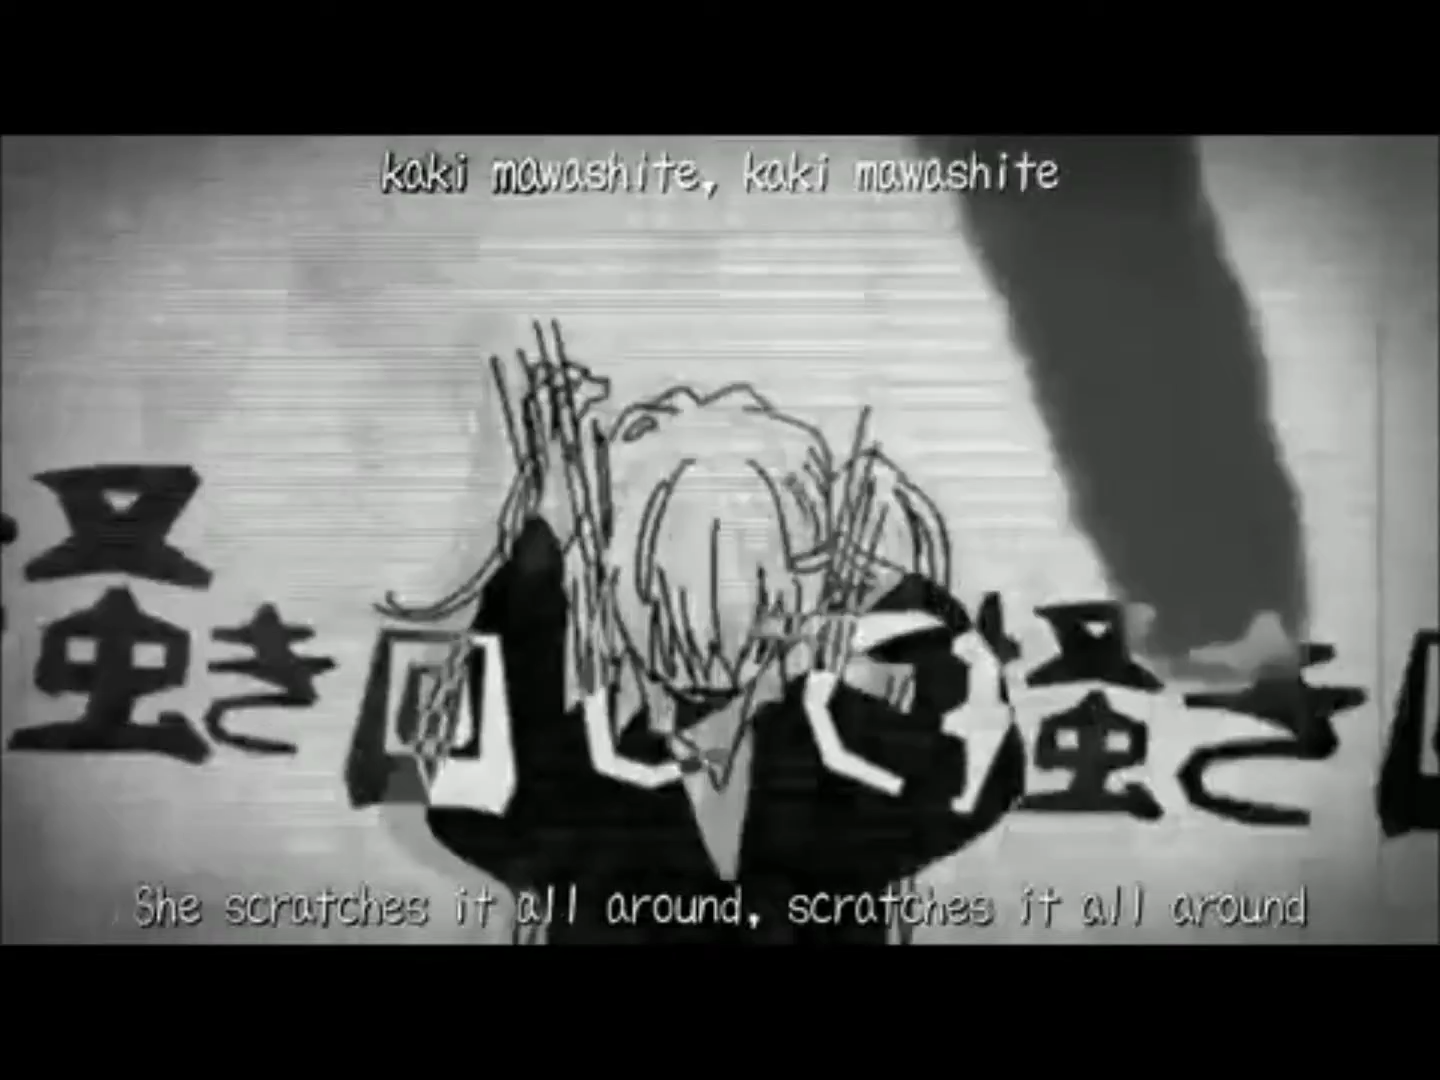 kaki mawashite, kaki mawashite
掻き回して掻き
She scratches it all around, scratches it all around